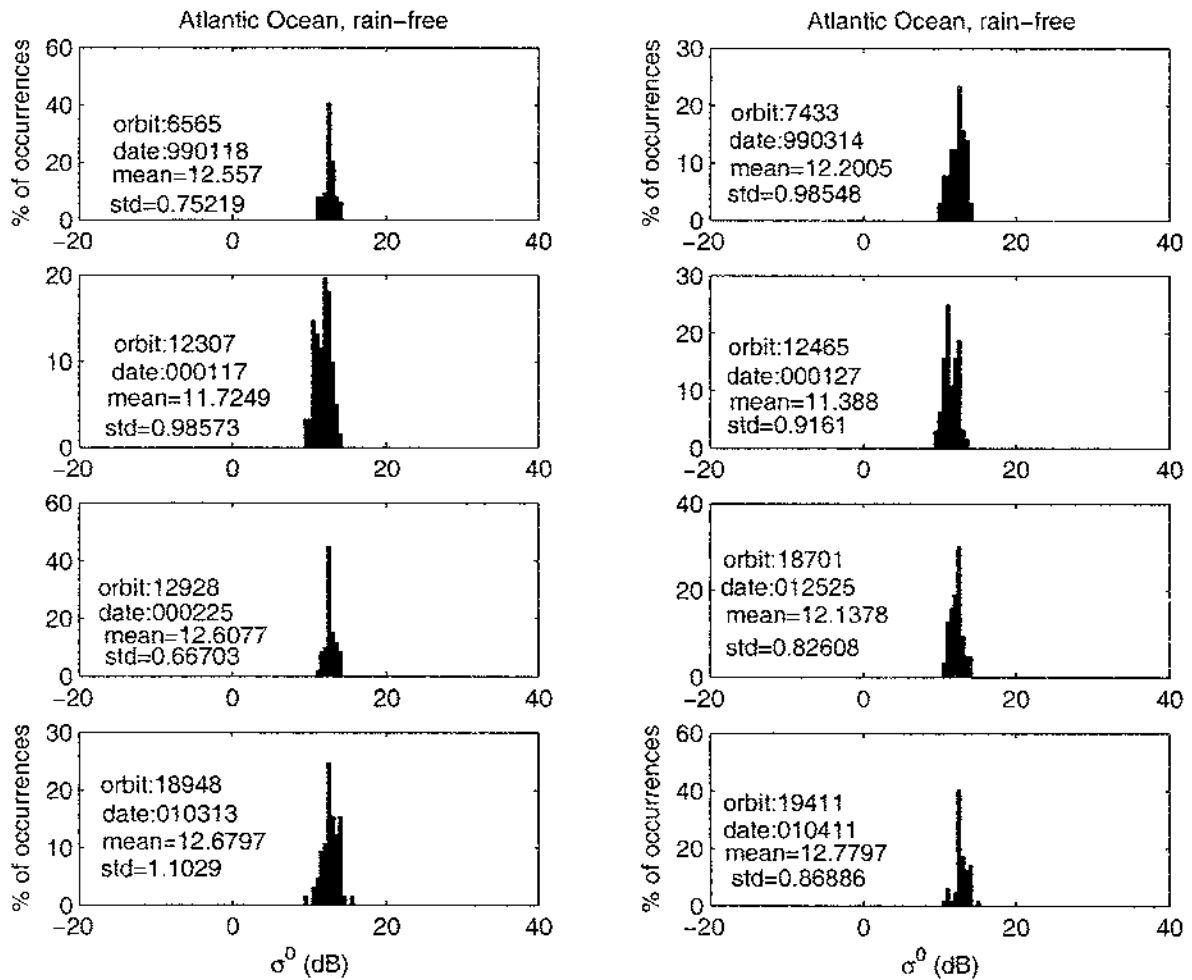 Atlantic Ocean, rain-free
60
40
20
0
% of occurrences
orbit:6565
date:990118
mean=12.557
std=0.75219
-20 0 20 40
Atlantic Ocean, rain-free
30
20
10
0
% of occurrences
orbit:7433
date:990314
mean=12.2005
std=0.98548
-20 0 20 40
20
10
0
orbit:12307
date:000117
mean=11.7249
std=0.98573
-20 0 20 40
30
20
10
0
orbit:12465
date:000127
mean=11.388
std=0.9161
-20 0 20 40
60
40
20
0
orbit:12928
date:000225
mean=12.6077
std=0.66703
-20 0 20 40
40
20
0
orbit:18701
date:012525
mean=12.1378
std=0.82608
-20 0 20 40
30
20
10
0
% of occurrences
orbit:18948
date:010313
mean=12.6797
std=1.1029
-20 0 20 40
σ⁰ (dB)
60
40
20
0
% of occurrences
orbit:19411
date:010411
mean=12.7797
std=0.86886
-20 0 20 40
σ⁰ (dB)